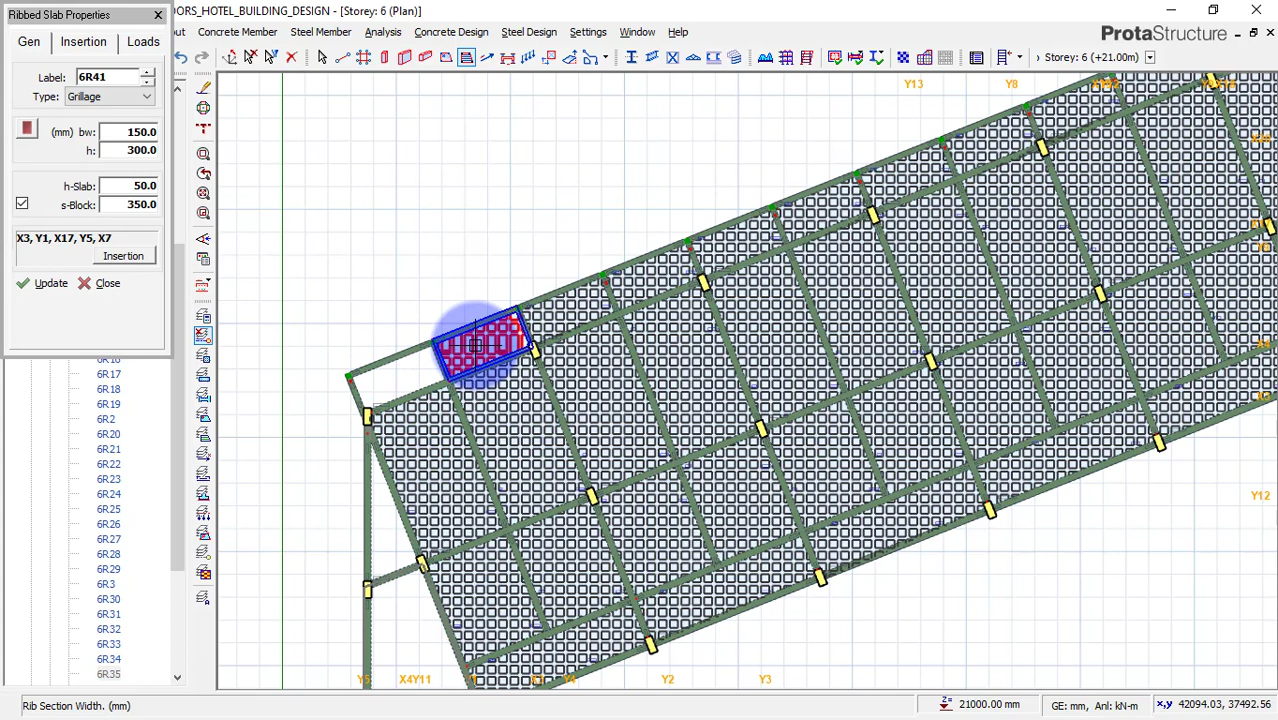 Ribbed Slab Properties
OORS_HOTEL_BUILDING_DESIGN - [Storey: 6 (Plan)]
Gen
Insertion
Loads
out
Concrete Member
Steel Member
Analysis
Concrete Design
Steel Design
Settings
Window
Help
ProtaStructure
Storey: 6 (+21.00m)
Label:
6R41
Type:
Grillage
(mm) bw:
150.0
h:
300.0
h-Slab:
50.0
s-Block:
350.0
X3, Y1, X17, Y5, X7
Insertion
Update
Close
6R17
6R18
6R19
6R2
6R20
6R21
6R22
6R23
6R24
6R25
6R26
6R27
6R28
6R29
6R3
6R30
6R31
6R32
6R33
6R34
6R35
Y13
Y8
X4
Y12
X4Y11
Y4
Y2
Y3
Rib Section Width. (mm)
Z=
21000.00 mm
GE: mm, Anl: kN-m
x,y
42094.03, 37492.56